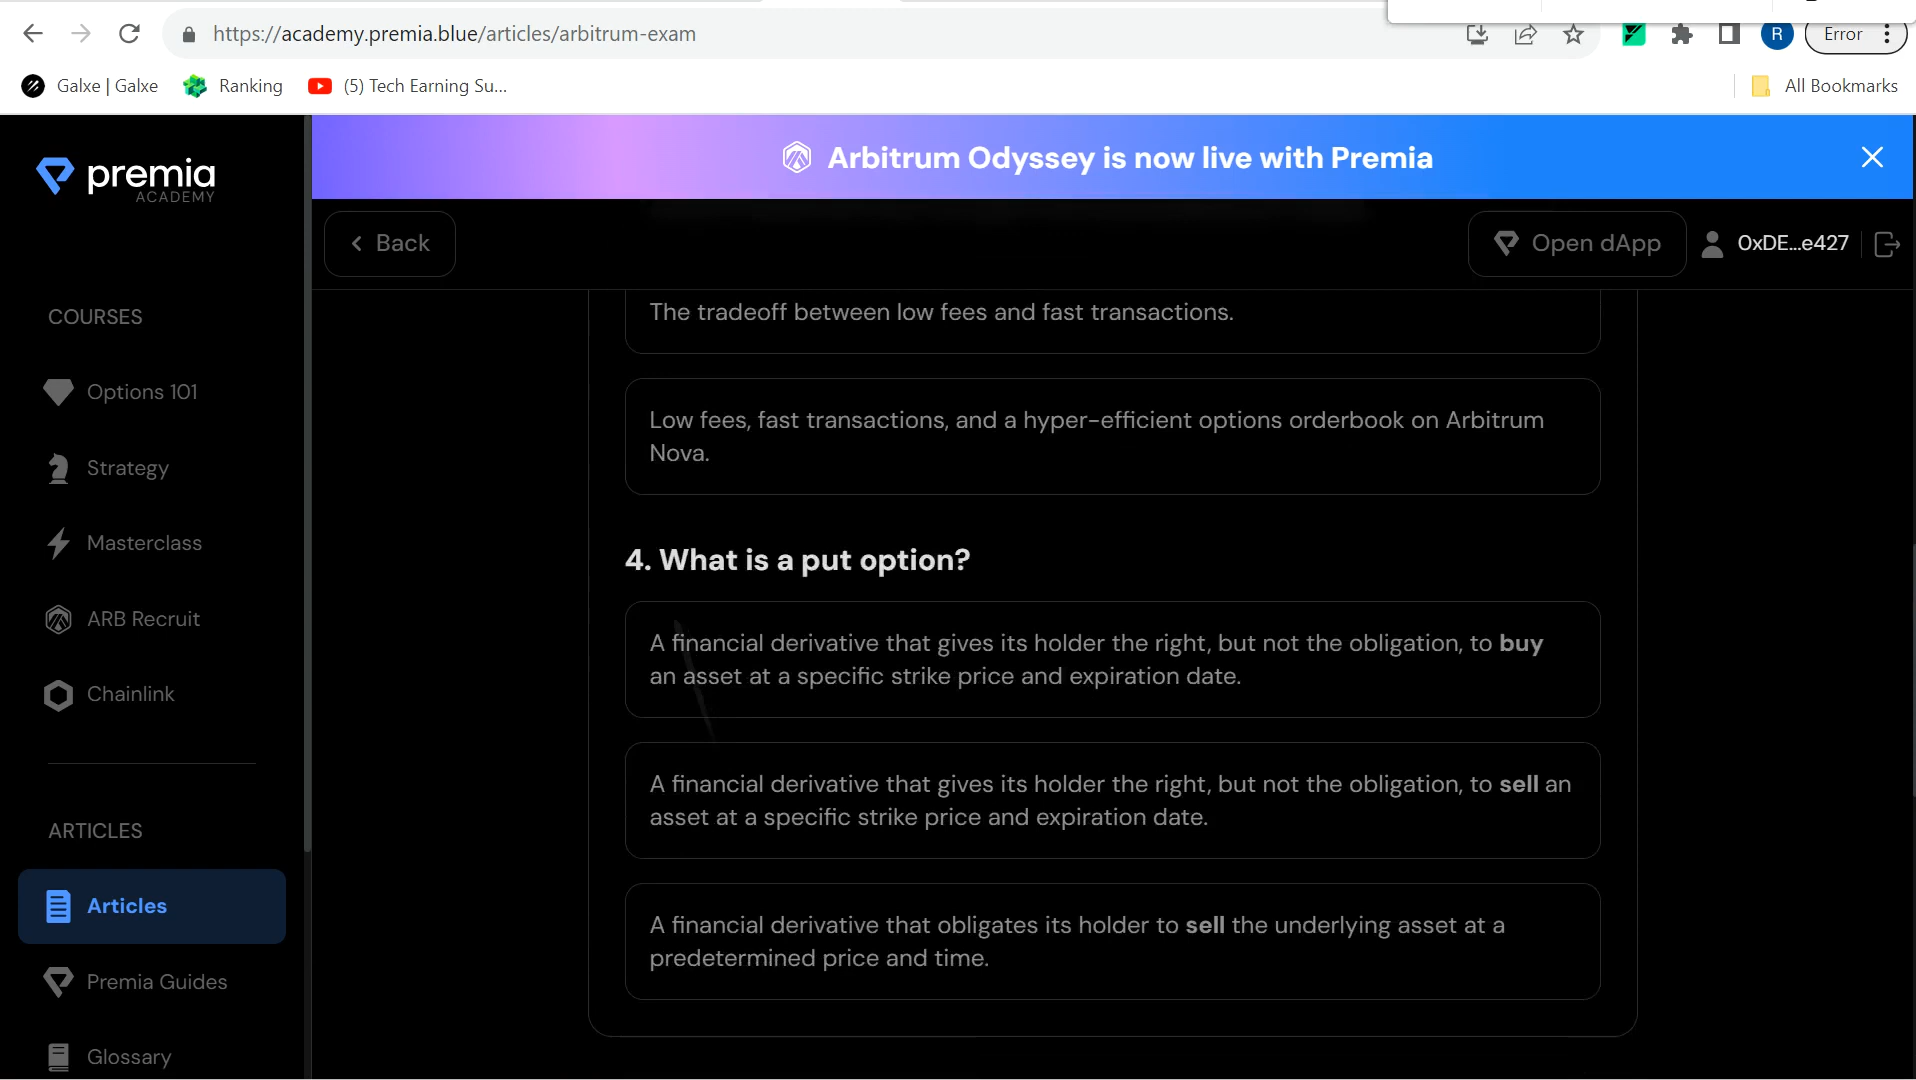 https://academy.premia.blue/articles/arbitrum-exam
R
Error
Galxe | Galxe
Ranking
(5) Tech Earning Su...
All Bookmarks
premia
ACADEMY
Arbitrum Odyssey is now live with Premia
Back
Open dApp
0xDE...e427
COURSES
Options 101
Strategy
Masterclass
ARB Recruit
Chainlink
ARTICLES
Articles
Premia Guides
Glossary
The tradeoff between low fees and fast transactions.
Low fees, fast transactions, and a hyper-efficient options orderbook on Arbitrum
Nova.
4. What is a put option?
A financial derivative that gives its holder the right, but not the obligation, to buy
an asset at a specific strike price and expiration date.
A financial derivative that gives its holder the right, but not the obligation, to sell an
asset at a specific strike price and expiration date.
A financial derivative that obligates its holder to sell the underlying asset at a
predetermined price and time.